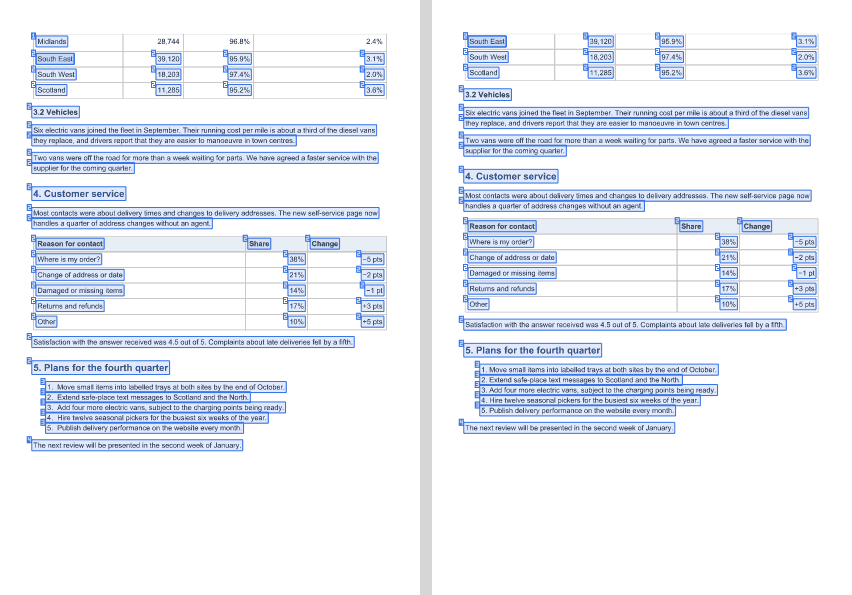 Midlands 28,744 96.8% 2.4%
South East 39,120 95.9% 3.1%
South West 18,203 97.4% 2.0%
Scotland 11,285 95.2% 3.6%
3.2 Vehicles
Six electric vans joined the fleet in September. Their running cost per mile is about a third of the diesel vans
they replace, and drivers report that they are easier to manoeuvre in town centres.
Two vans were off the road for more than a week waiting for parts. We have agreed a faster service with the
supplier for the coming quarter.
4. Customer service
Most contacts were about delivery times and changes to delivery addresses. The new self-service page now
handles a quarter of address changes without an agent.
Reason for contact Share Change
Where is my order? 38% −5 pts
Change of address or date 21% −2 pts
Damaged or missing items 14% −1 pt
Returns and refunds 17% +3 pts
Other 10% +5 pts
Satisfaction with the answer received was 4.5 out of 5. Complaints about late deliveries fell by a fifth.
5. Plans for the fourth quarter
1. Move small items into labelled trays at both sites by the end of October.
2. Extend safe-place text messages to Scotland and the North.
3. Add four more electric vans, subject to the charging points being ready.
4. Hire twelve seasonal pickers for the busiest six weeks of the year.
5. Publish delivery performance on the website every month.
The next review will be presented in the second week of January.
South East 39,120 95.9% 3.1%
South West 18,203 97.4% 2.0%
Scotland 11,285 95.2% 3.6%
3.2 Vehicles
Six electric vans joined the fleet in September. Their running cost per mile is about a third of the diesel vans
they replace, and drivers report that they are easier to manoeuvre in town centres.
Two vans were off the road for more than a week waiting for parts. We have agreed a faster service with the
supplier for the coming quarter.
4. Customer service
Most contacts were about delivery times and changes to delivery addresses. The new self-service page now
handles a quarter of address changes without an agent.
Reason for contact Share Change
Where is my order? 38% −5 pts
Change of address or date 21% −2 pts
Damaged or missing items 14% −1 pt
Returns and refunds 17% +3 pts
Other 10% +5 pts
Satisfaction with the answer received was 4.5 out of 5. Complaints about late deliveries fell by a fifth.
5. Plans for the fourth quarter
1. Move small items into labelled trays at both sites by the end of October.
2. Extend safe-place text messages to Scotland and the North.
3. Add four more electric vans, subject to the charging points being ready.
4. Hire twelve seasonal pickers for the busiest six weeks of the year.
5. Publish delivery performance on the website every month.
The next review will be presented in the second week of January.